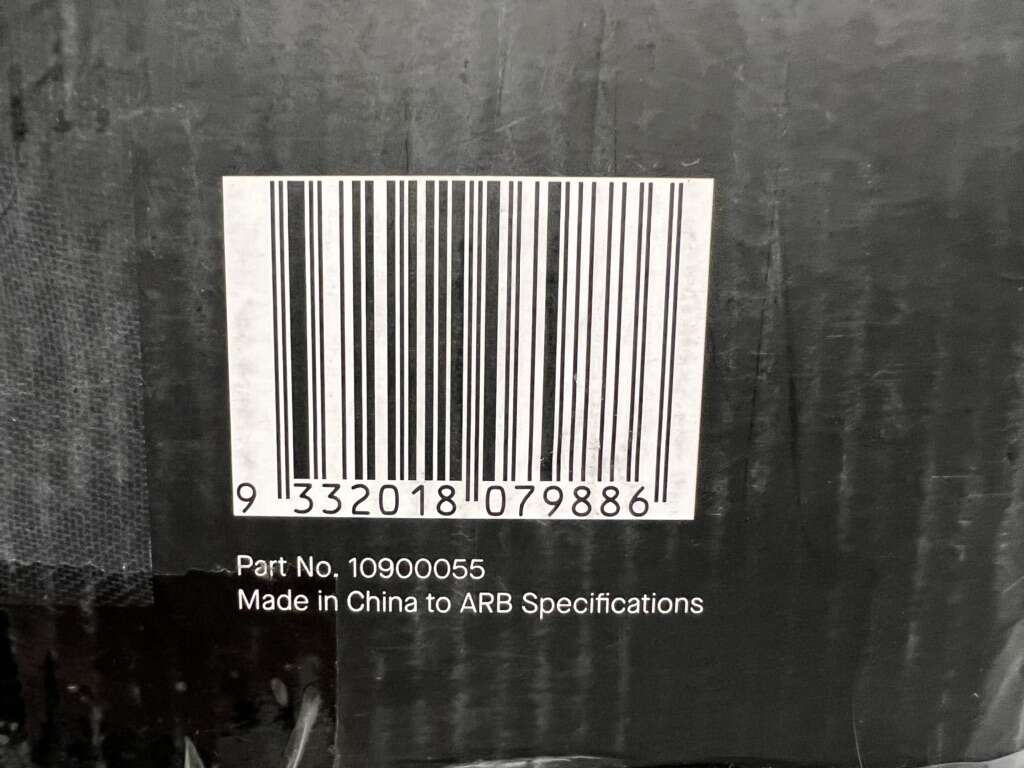 9 332018 079886
Part No. 10900055
Made in China to ARB Specifications